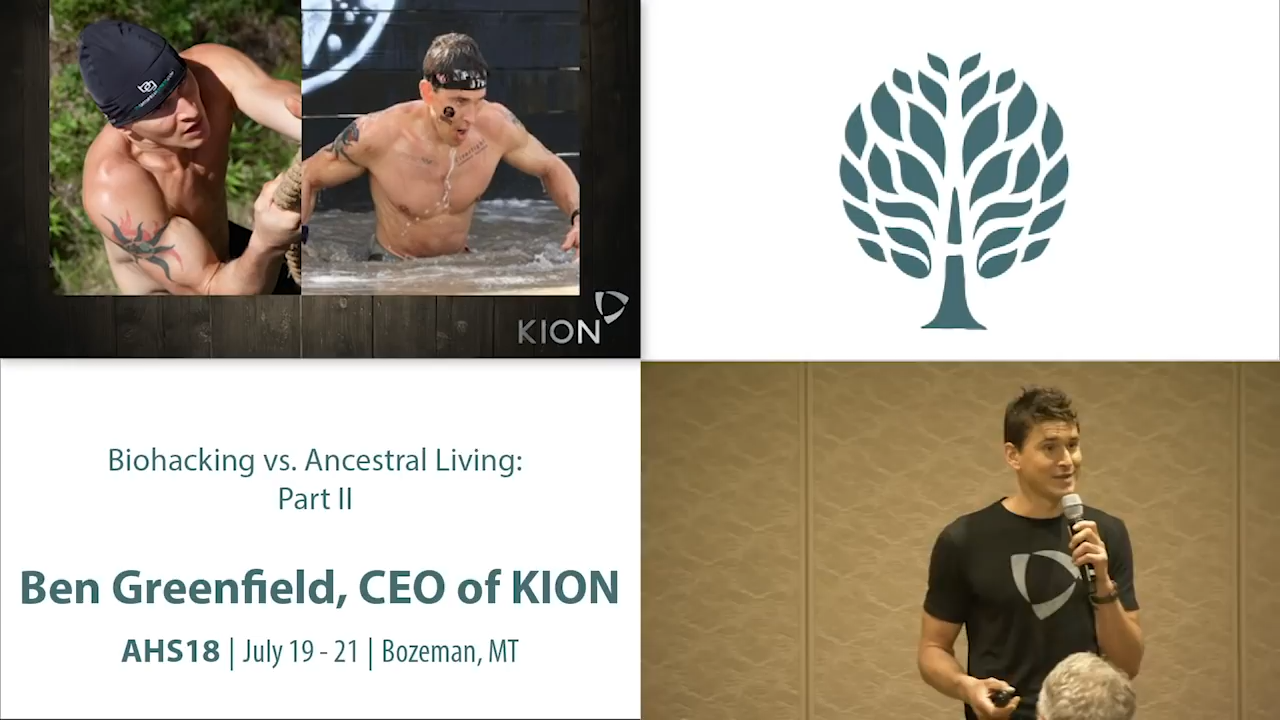 KION
Biohacking vs. Ancestral Living:
Part II
Ben Greenfield, CEO of KION
AHS18 | July 19 - 21 | Bozeman, MT